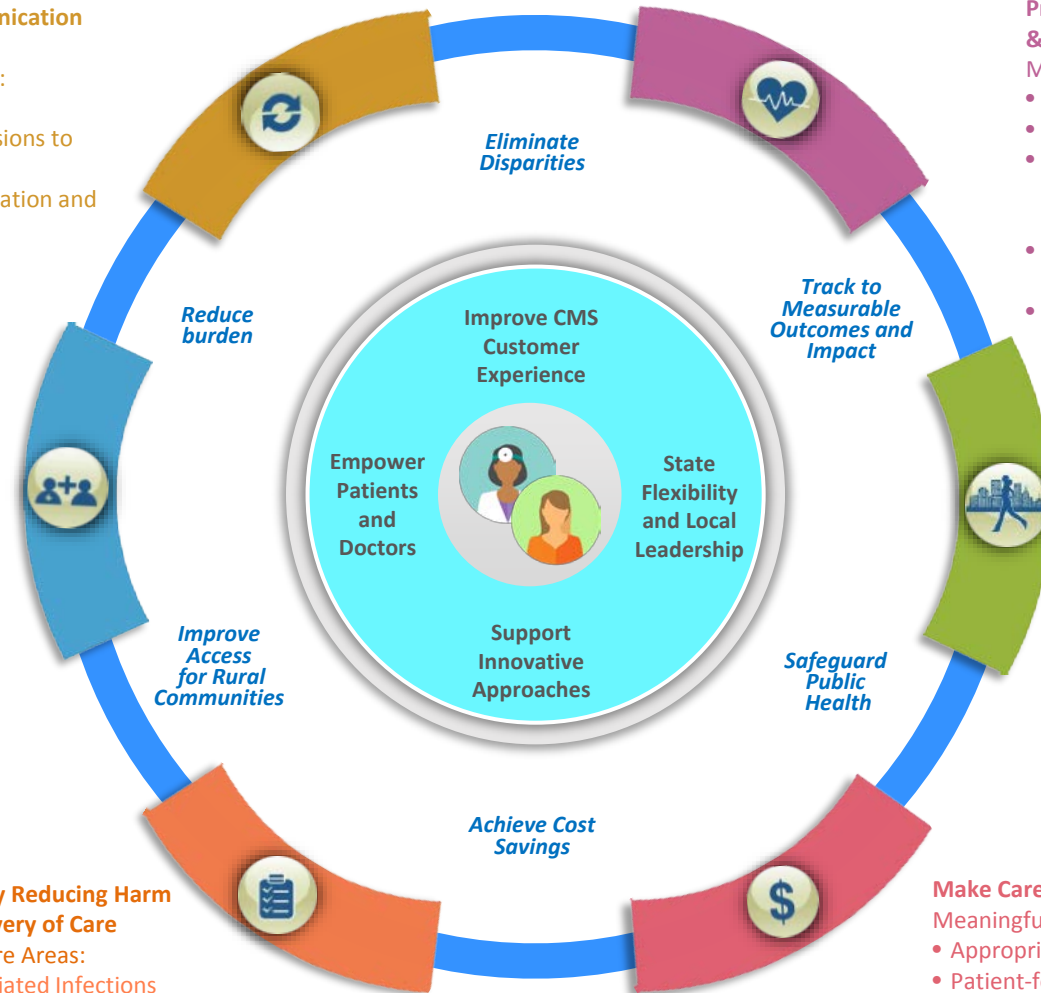 nication
:
sions to
ation and
Pr
&
M
•
•
•
•
•
Eliminate
Disparities
Reduce
burden
Track to
Measurable
Outcomes and
Impact
Improve CMS
Customer
Experience
Empower
Patients
and
Doctors
State
Flexibility
and Local
Leadership
Support
Innovative
Approaches
Improve
Access
for Rural
Communities
Safeguard
Public
Health
Achieve Cost
Savings
$
y Reducing Harm
very of Care
re Areas:
iated Infections
Make Care
Meaningfu
• Appropri
• Patient-f